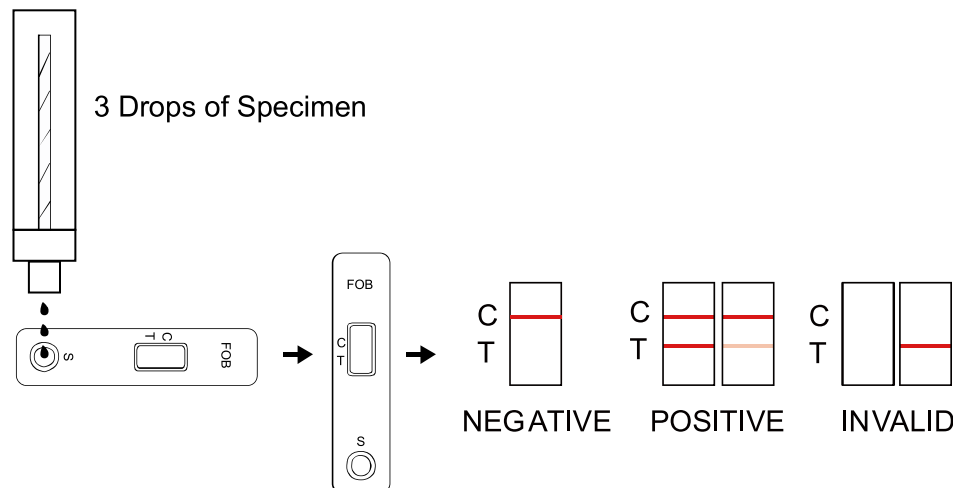 3 Drops of Specimen
S
C
T
FOB
FOB
C
T
S
C
T
NEGATIVE
C
T
POSITIVE
C
T
INVALID